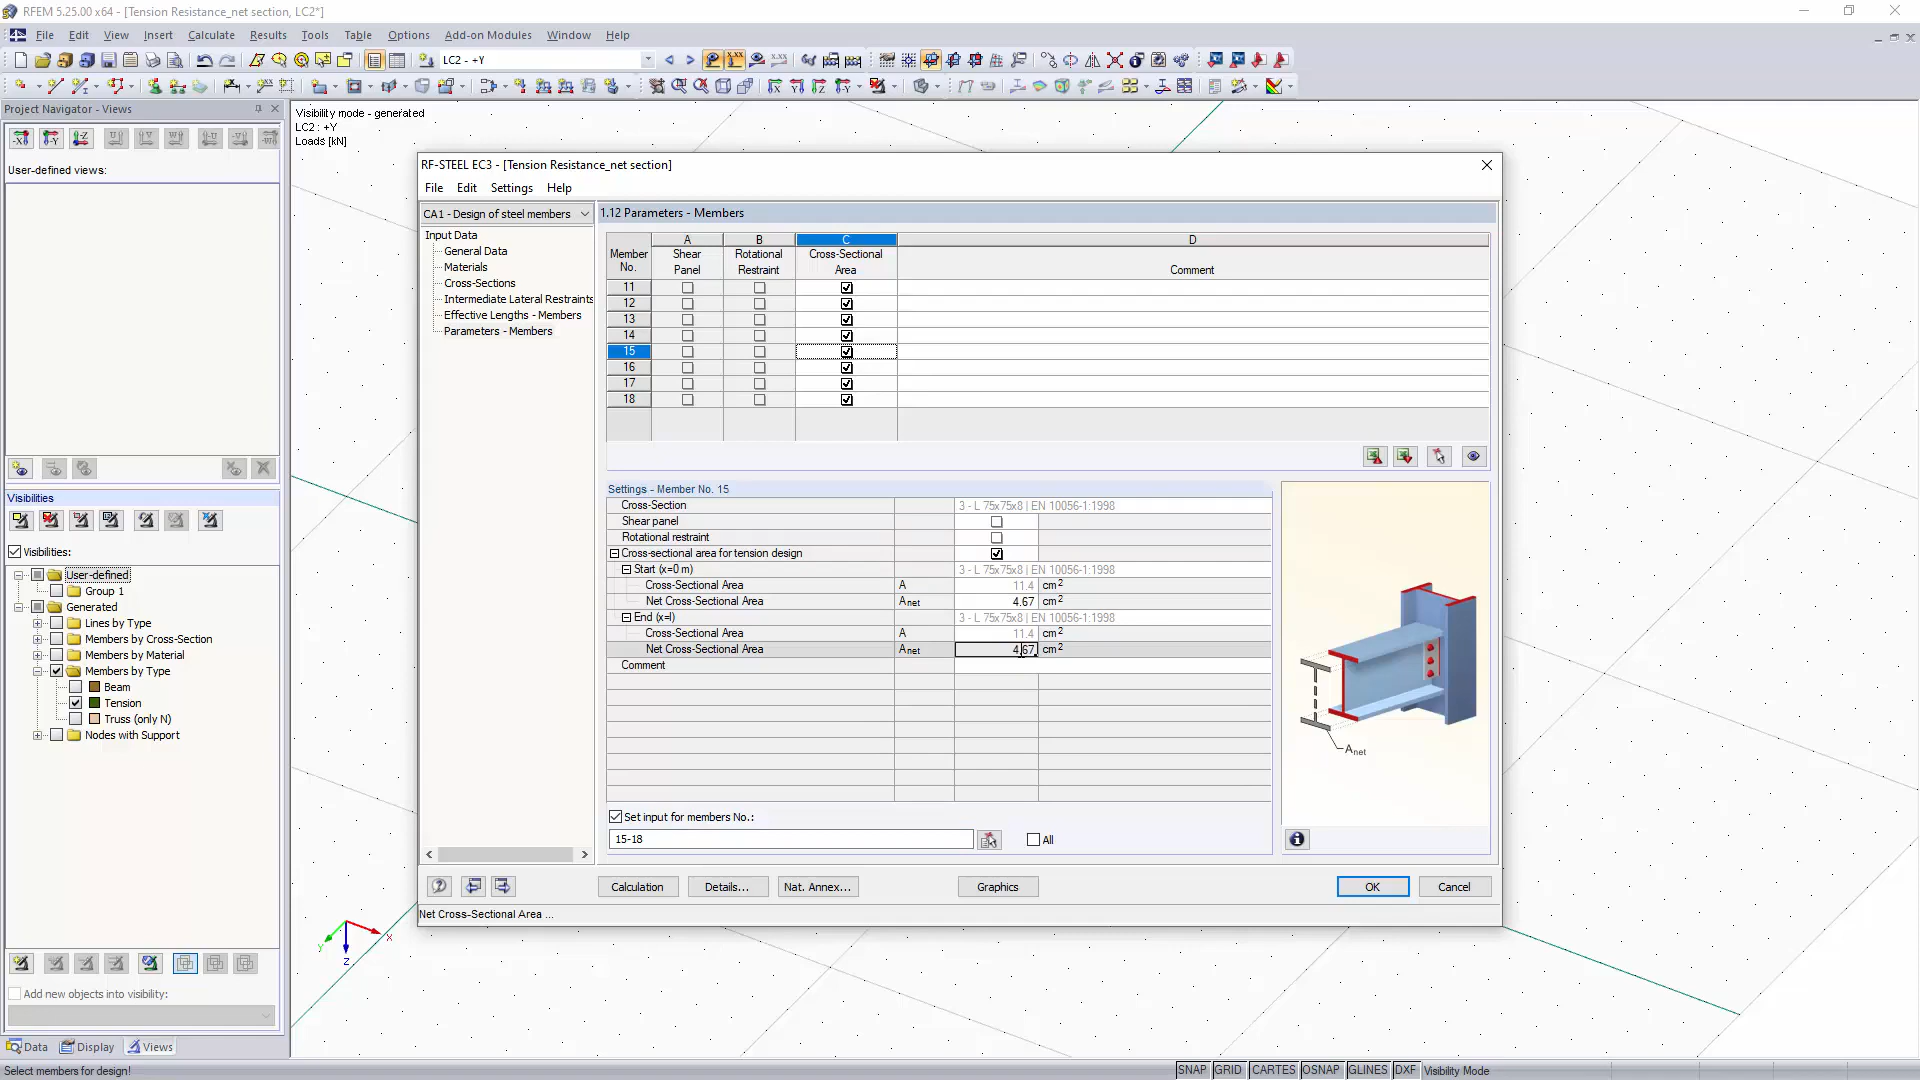 RFEM 5.25.00 x64 - [Tension Resistance_net section, LC2*]
File Edit View Insert Calculate Results Tools Table Options Add-on Modules Window Help
LC2 - +Y
Project Navigator - Views
User-defined views:
Visibilities
Visibilities:
User-defined
Group 1
Generated
Lines by Type
Members by Cross-Section
Members by Material
Members by Type
Beam
Tension
Truss (only N)
Nodes with Support
Add new objects into visibility:
Data Display Views
Select members for design!
Visibility mode - generated
LC2 : +Y
Loads [kN]
RF-STEEL EC3 - [Tension Resistance_net section]
File Edit Settings Help
CA1 - Design of steel members
Input Data
General Data
Materials
Cross-Sections
Intermediate Lateral Restraints
Effective Lengths - Members
Parameters - Members
1.12 Parameters - Members
A B C D
Member Shear Rotational Cross-Sectional
No. Panel Restraint Area Comment
11
12
13
14
15
16
17
18
Settings - Member No. 15
Cross-Section 3 - L 75x75x8 | EN 10056-1:1998
Shear panel
Rotational restraint
Cross-sectional area for tension design
Start (x=0 m) 3 - L 75x75x8 | EN 10056-1:1998
Cross-Sectional Area A 11.4 cm2
Net Cross-Sectional Area Anet 4.67 cm2
End (x=l) 3 - L 75x75x8 | EN 10056-1:1998
Cross-Sectional Area A 11.4 cm2
Net Cross-Sectional Area Anet 4.67 cm2
Comment
Anet
Set input for members No.:
15-18
All
Calculation Details... Nat. Annex... Graphics OK Cancel
Net Cross-Sectional Area ...
X
Y
Z
SNAP GRID CARTES OSNAP GLINES DXF Visibility Mode